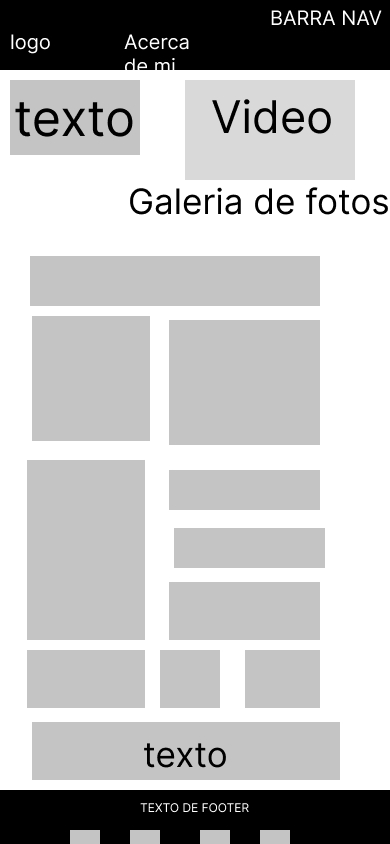 BARRA NAV
logo
Acerca
de mi
texto
Video
Galeria de fotos
texto
TEXTO DE FOOTER